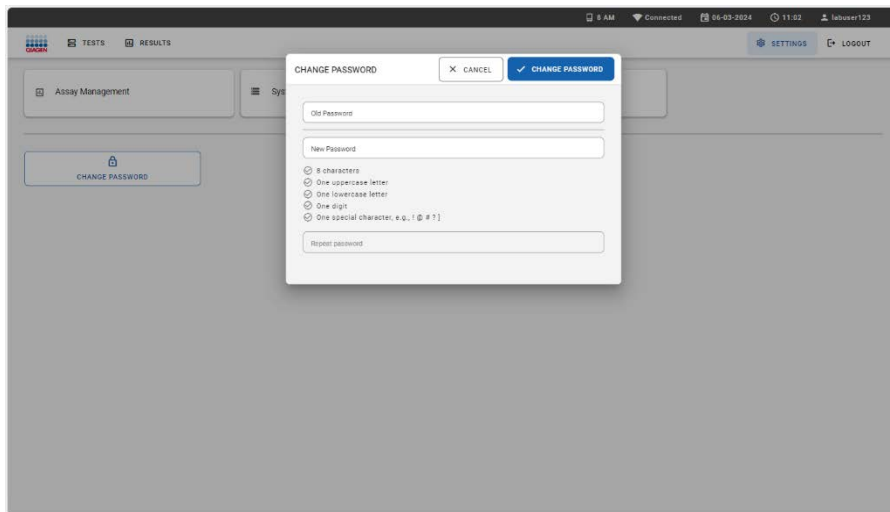 8 AM Connected 06-03-2024 11:02 labuser123
QIAGEN TESTS RESULTS SETTINGS LOGOUT
CHANGE PASSWORD CANCEL CHANGE PASSWORD
Assay Management Sys
Old Password
New Password
CHANGE PASSWORD
8 characters
One uppercase letter
One lowercase letter
One digit
One special character, e.g., ! @ # ? ]
Repeat password